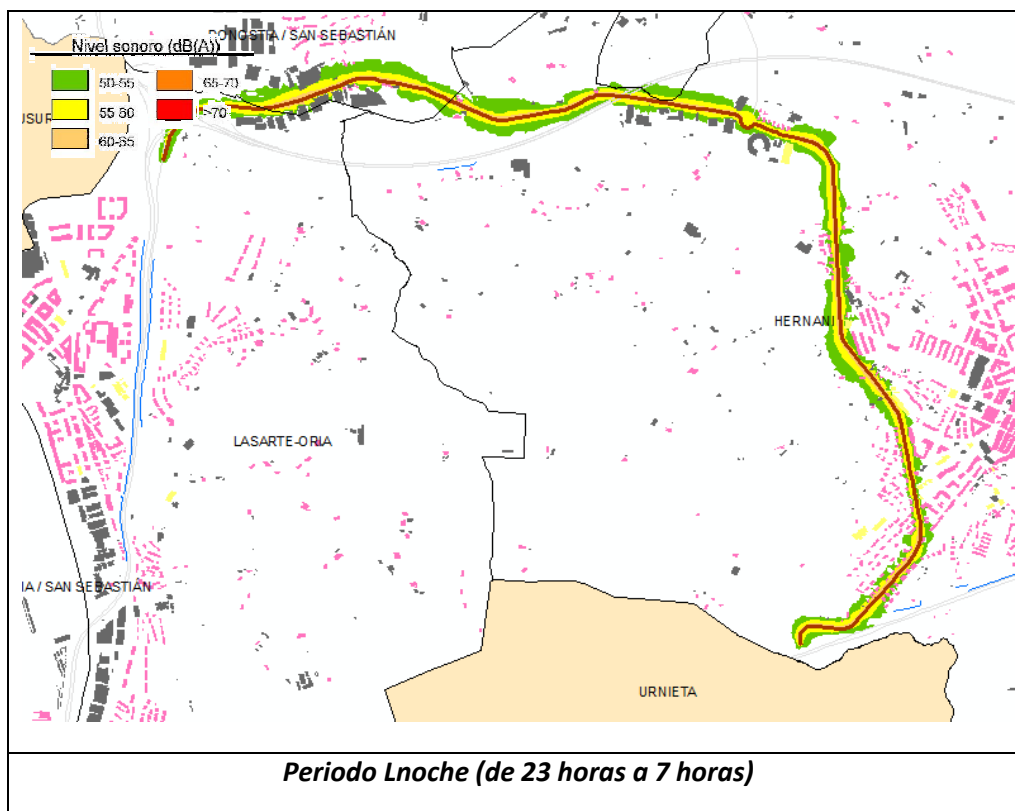 DONOSTIA / SAN SEBASTIÁN
Nivel sonoro (dB(A))
50-55
65-70
55-60
>70
60-65
USUR
HERNANI
LASARTE-ORIA
IA / SAN SEBASTIÁN
URNIETA
Periodo Lnoche (de 23 horas a 7 horas)